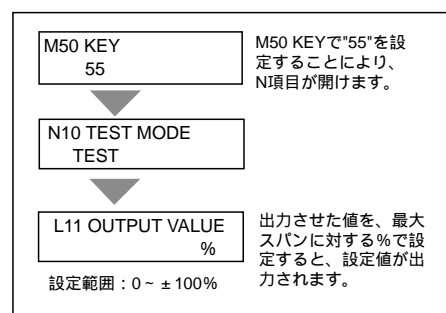 M50 KEY
55
M50 KEYで"55"を設
定することにより、
N項目が開けます。
N10 TEST MODE
TEST
L11 OUTPUT VALUE
%
出力させた値を、最大
スパンに対する%で設
定すると、設定値が出
力されます。
設定範囲：0~ ±100%